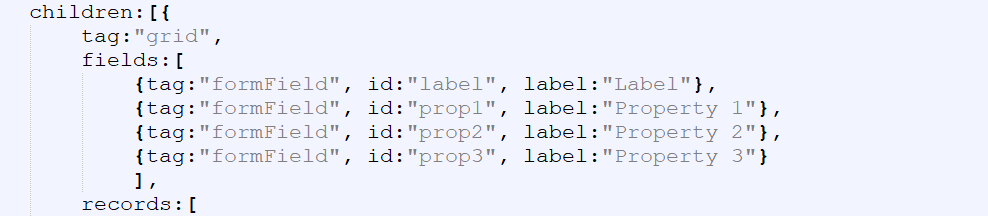 children:[{
tag:"grid",
fields:[
{tag:"formField", id:"label", label:"Label"},
{tag:"formField", id:"prop1", label:"Property 1"},
{tag:"formField", id:"prop2", label:"Property 2"},
{tag:"formField", id:"prop3", label:"Property 3"}
],
records:[